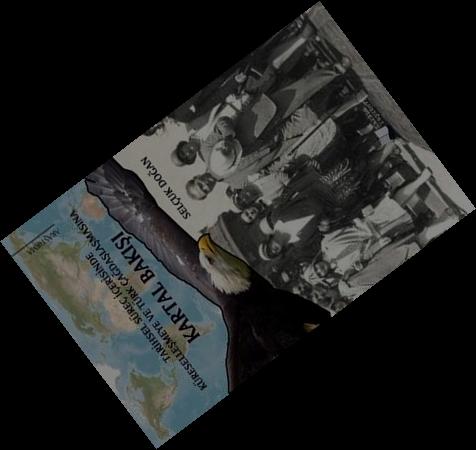 TARİHSEL SÜREÇ İÇERİSİNDE
KÜRESELLEŞMEYE VE TÜRK ÇAĞDAŞLAŞMASINA
KARTAL BAKIŞI
SELÇUK DOĞAN